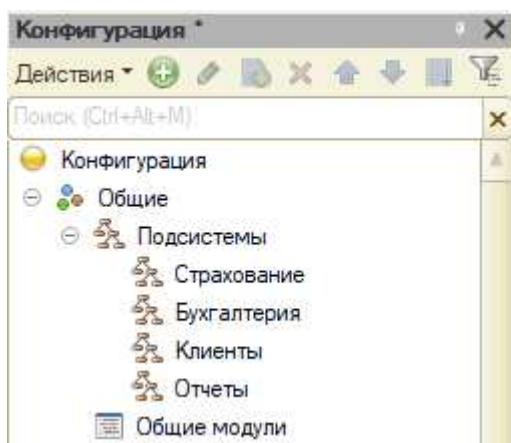 Конфигурация *
Действия
Поиск (Ctrl+Alt+M)
Конфигурация
Общие
Подсистемы
Страхование
Бухгалтерия
Клиенты
Отчеты
Общие модули